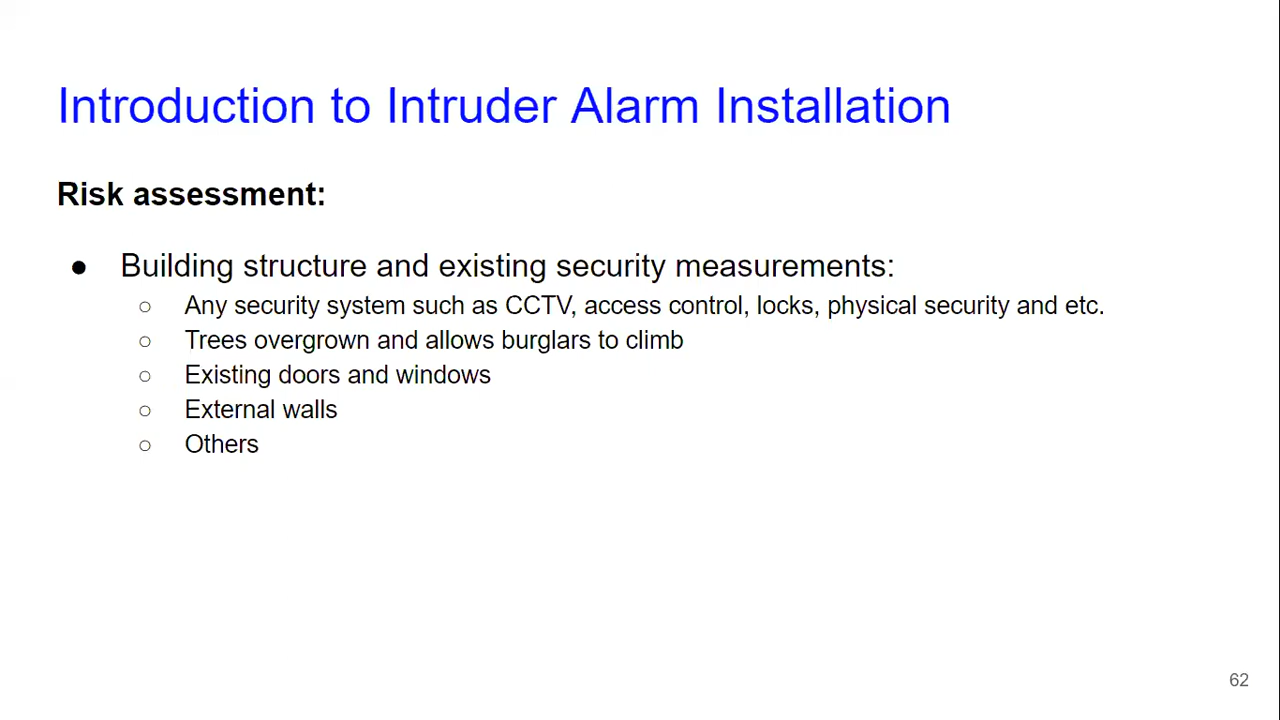 Introduction to Intruder Alarm Installation
Risk assessment:
● Building structure and existing security measurements:
○ Any security system such as CCTV, access control, locks, physical security and etc.
○ Trees overgrown and allows burglars to climb
○ Existing doors and windows
○ External walls
○ Others
62